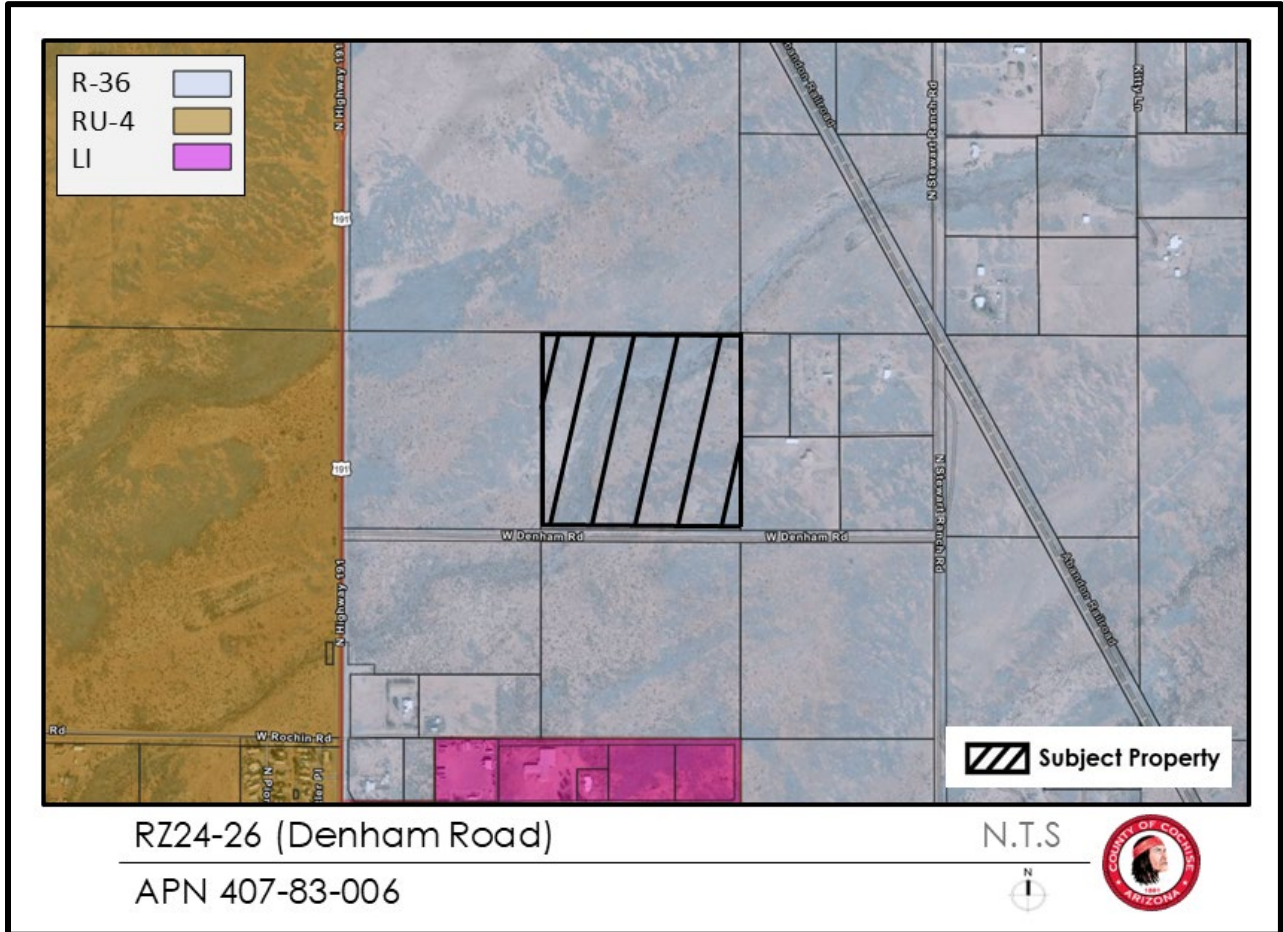 R-36
RU-4
LI
N Highway 191
Abandon Railroad
N Stewart Ranch Rd
Kitty Ln
191
191
W Denham Rd
W Denham Rd
N Stewart Ranch Rd
N Highway 191
Abandon Railroad
Rd
W Rochin Rd
Subject Property
RZ24-26 (Denham Road)
N.T.S
APN 407-83-006
N
COUNTY OF COCHISE
1881
ARIZONA